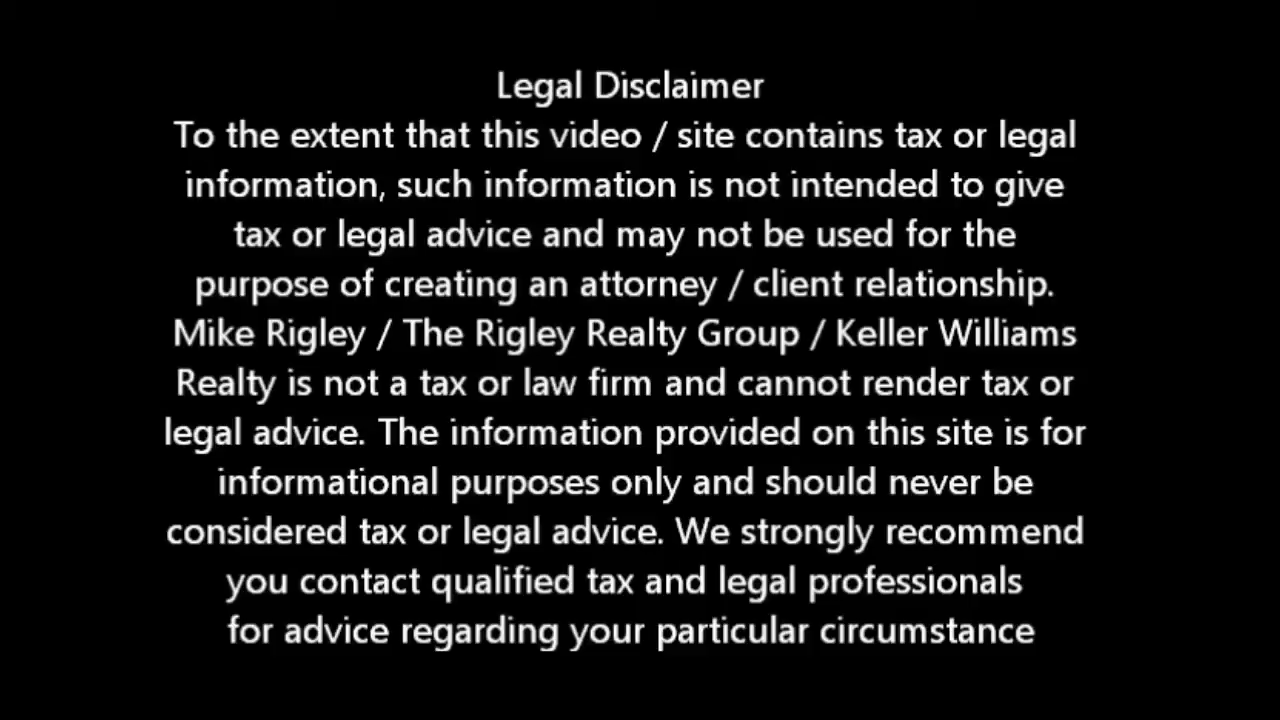 Legal Disclaimer
To the extent that this video / site contains tax or legal
information, such information is not intended to give
tax or legal advice and may not be used for the
purpose of creating an attorney / client relationship.
Mike Rigley / The Rigley Realty Group / Keller Williams
Realty is not a tax or law firm and cannot render tax or
legal advice. The information provided on this site is for
informational purposes only and should never be
considered tax or legal advice. We strongly recommend
you contact qualified tax and legal professionals
for advice regarding your particular circumstance